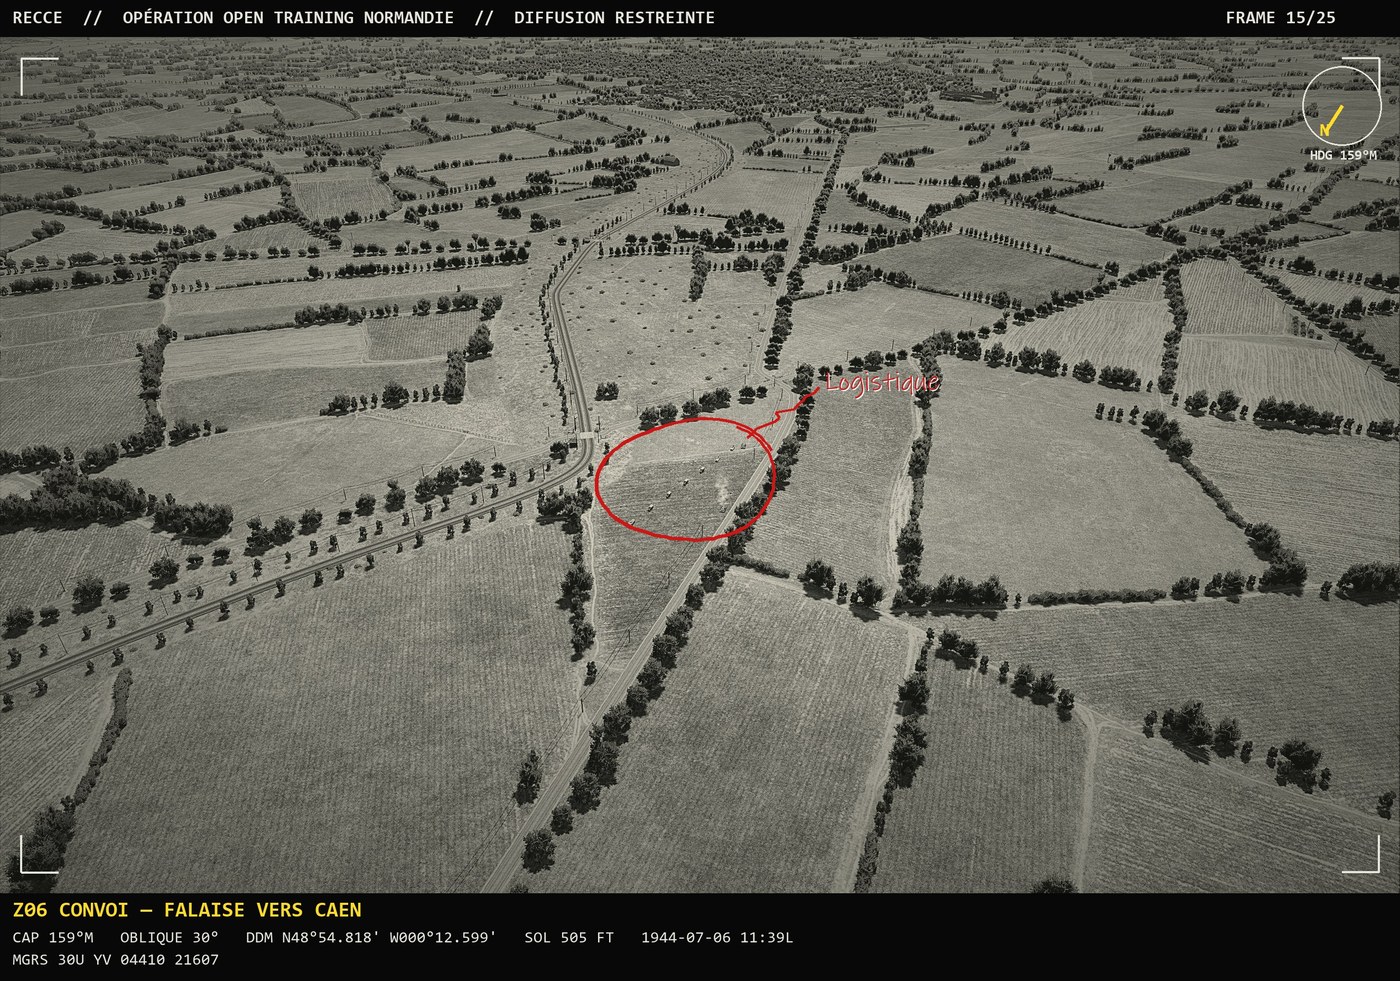 RECCE // OPÉRATION OPEN TRAINING NORMANDIE // DIFFUSION RESTREINTE FRAME 15/25
N
HDG 159°M
Logistique
Z06 CONVOI — FALAISE VERS CAEN
CAP 159°M OBLIQUE 30° DDM N48°54.818' W000°12.599' SOL 505 FT 1944-07-06 11:39L
MGRS 30U YV 04410 21607